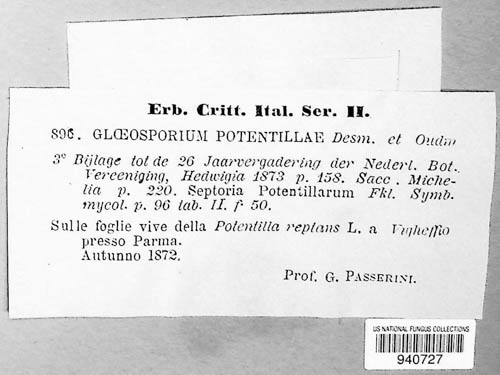 Erb. Critt. Ital. Ser. II.
896. GLŒOSPORIUM POTENTILLAE Desm. et Oudm
3ᵉ Bijlage tot de 26 Jaarvergadering der Nederl. Bot.
Vereeniging, Hedwigia 1873 p. 158. Sacc. Miche-
lia p. 220. Septoria Potentillarum Fkl. Symb.
mycol. p. 96 tab. II. f. 50.
Sulle foglie vive della Potentilla reptans L. a Vigheffio
presso Parma.
Autunno 1872.
Prof. G. PASSERINI.
US NATIONAL FUNGUS COLLECTIONS
940727